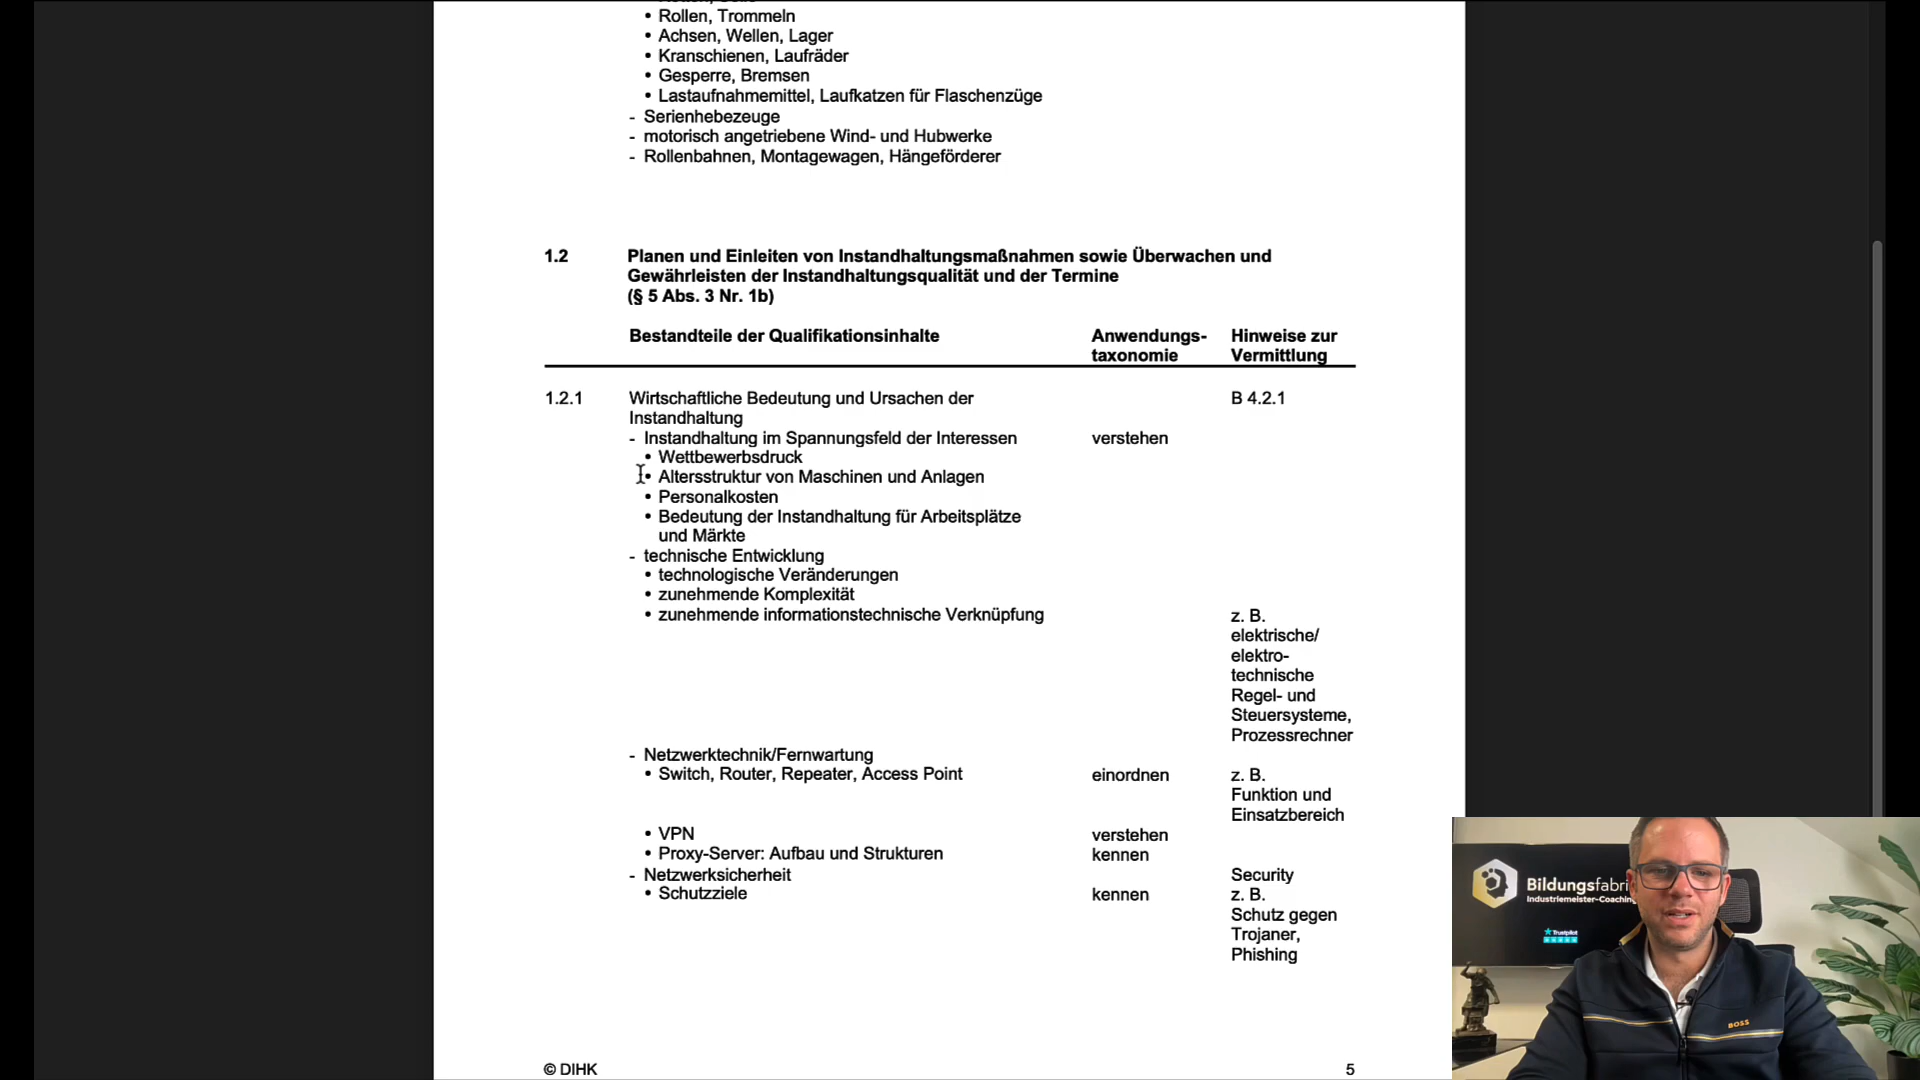 • Rollen, Trommeln
• Achsen, Wellen, Lager
• Kranschienen, Laufräder
• Gesperre, Bremsen
• Lastaufnahmemittel, Laufkatzen für Flaschenzüge
- Serienhebezeuge
- motorisch angetriebene Wind- und Hubwerke
- Rollenbahnen, Montagewagen, Hängeförderer
1.2 Planen und Einleiten von Instandhaltungsmaßnahmen sowie Überwachen und
Gewährleisten der Instandhaltungsqualität und der Termine
(§ 5 Abs. 3 Nr. 1b)
Bestandteile der Qualifikationsinhalte Anwendungs- Hinweise zur
taxonomie Vermittlung
1.2.1 Wirtschaftliche Bedeutung und Ursachen der B 4.2.1
Instandhaltung
- Instandhaltung im Spannungsfeld der Interessen verstehen
• Wettbewerbsdruck
• Altersstruktur von Maschinen und Anlagen
• Personalkosten
• Bedeutung der Instandhaltung für Arbeitsplätze
und Märkte
- technische Entwicklung
• technologische Veränderungen
• zunehmende Komplexität
• zunehmende informationstechnische Verknüpfung z. B.
elektrische/
elektro-
technische
Regel- und
Steuersysteme,
Prozessrechner
- Netzwerktechnik/Fernwartung
• Switch, Router, Repeater, Access Point einordnen z. B.
Funktion und
Einsatzbereich
• VPN verstehen
• Proxy-Server: Aufbau und Strukturen kennen
- Netzwerksicherheit Security
• Schutzziele kennen z. B.
Schutz gegen
Trojaner,
Phishing
© DIHK 5
Bildungsfabri
Industriemeister-Coaching
Trustpilot
BOSS